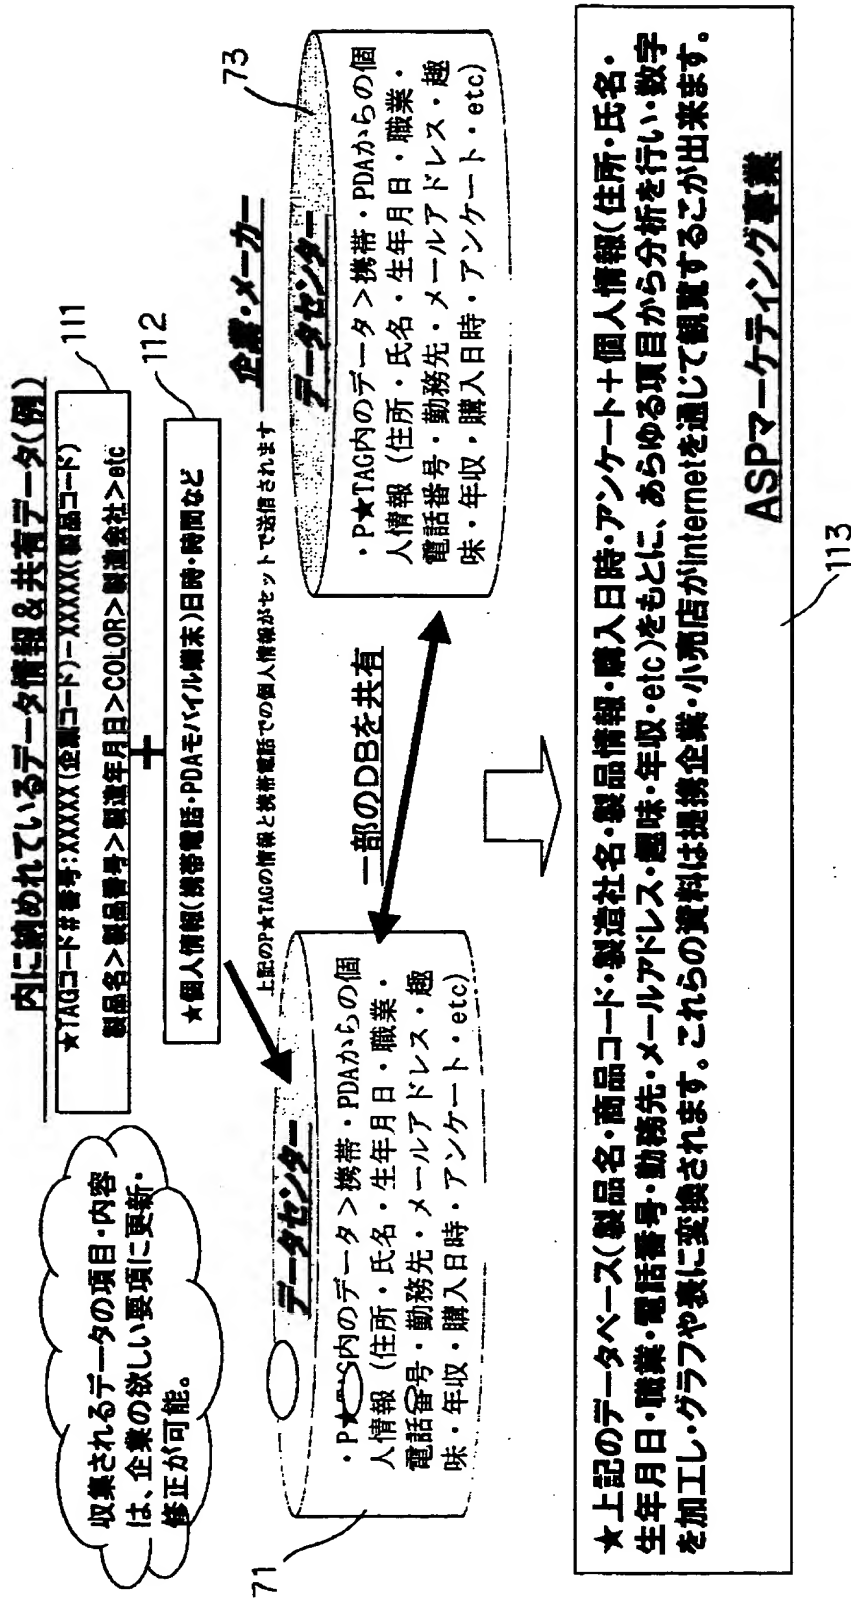 内に納めれているデータ情報&共有データ(例)
★TAGコード#番号:XXXXX(企業コード)-XXXXX(製品コード)
製品名>製品番号>製造年月日>COLOR>製造会社>etc
111
+
★個人情報(携帯電話・PDAモバイル端末)日時・時間など
112
収集されるデータの項目・内容
は、企業の欲しい要項に更新・
修正が可能。
上記のP★TAGの情報と携帯電話での個人情報がセットで送信されます
企業・メーカー
データセンター
・P★TAG内のデータ>携帯・PDAからの個
人情報(住所・氏名・生年月日・職業・
電話番号・勤務先・メールアドレス・趣
味・年収・購入日時・アンケート・etc)
71
一部のDBを共有
データセンター
73
・P★TAG内のデータ>携帯・PDAからの個
人情報(住所・氏名・生年月日・職業・
電話番号・勤務先・メールアドレス・趣
味・年収・購入日時・アンケート・etc)
★上記のデータベース(製品名・商品コード・製造社名・製品情報・購入日時・アンケート+個人情報(住所・氏名・
生年月日・職業・電話番号・勤務先・メールアドレス・趣味・年収・etc)をもとに、あらゆる項目から分析を行い・数字
を加工し・グラフや表に変換されます。これらの資料は提携企業・小売店がInternetを通じて観覧するこが出来ます。
ASPマーケティング事業
113